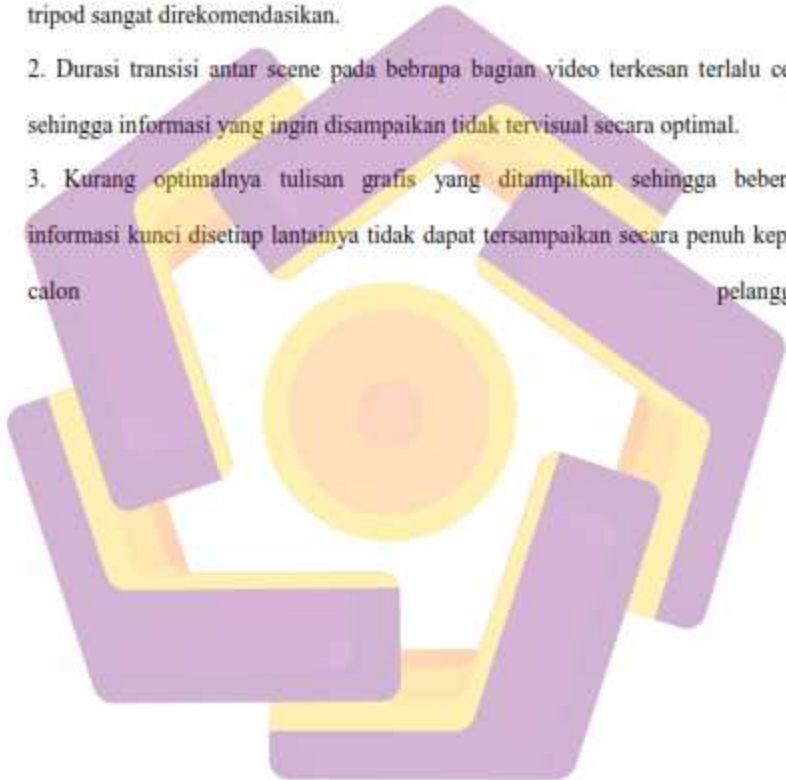 tripod sangat direkomendasikan.
2. Durasi transisi antar scene pada bebrapa bagian video terkesan terlalu ce
sehingga informasi yang ingin disampaikan tidak tervisual secara optimal.
3. Kurang optimalnya tulisan grafis yang ditampilkan sehingga beber
informasi kunci disetiap lantainya tidak dapat tersampaikan secara penuh kep
calon pelangg